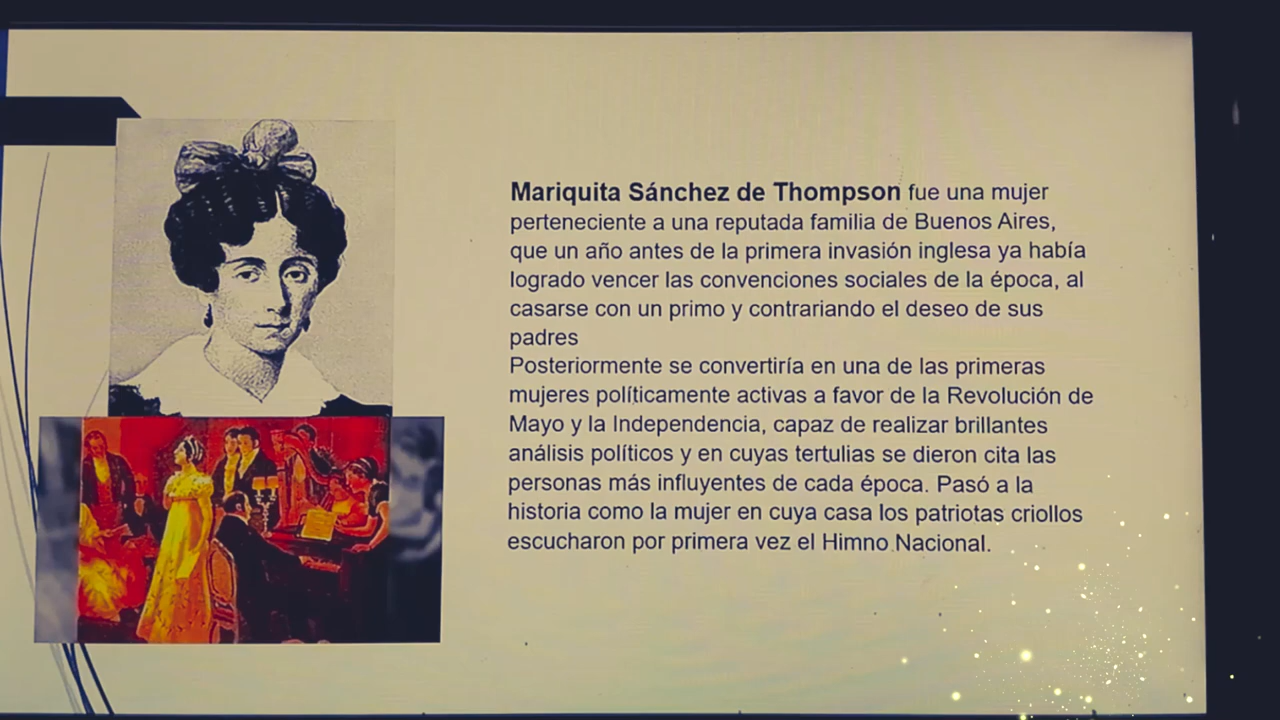 Mariquita Sánchez de Thompson fue una mujer
perteneciente a una reputada familia de Buenos Aires,
que un año antes de la primera invasión inglesa ya había
logrado vencer las convenciones sociales de la época, al
casarse con un primo y contrariando el deseo de sus
padres
Posteriormente se convertiría en una de las primeras
mujeres políticamente activas a favor de la Revolución de
Mayo y la Independencia, capaz de realizar brillantes
análisis políticos y en cuyas tertulias se dieron cita las
personas más influyentes de cada época. Pasó a la
historia como la mujer en cuya casa los patriotas criollos
escucharon por primera vez el Himno Nacional.